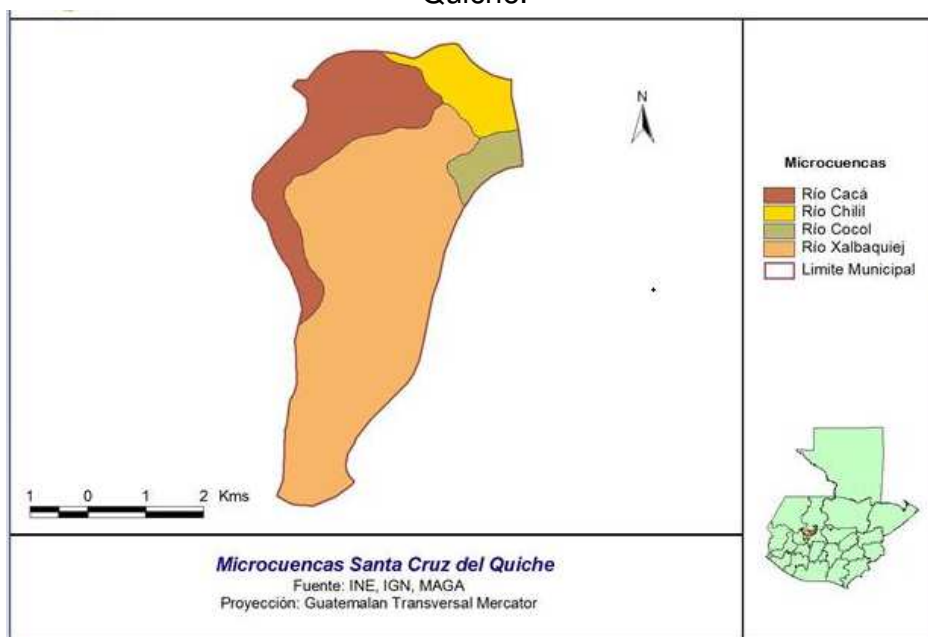 Quiché.
N
Microcuencas
Río Cacá
Río Chilil
Río Cocol
Río Xalbaquiej
Limite Municipal
1 0 1 2 Kms
Microcuencas Santa Cruz del Quiche
Fuente: INE, IGN, MAGA
Proyección: Guatemalan Transversal Mercator